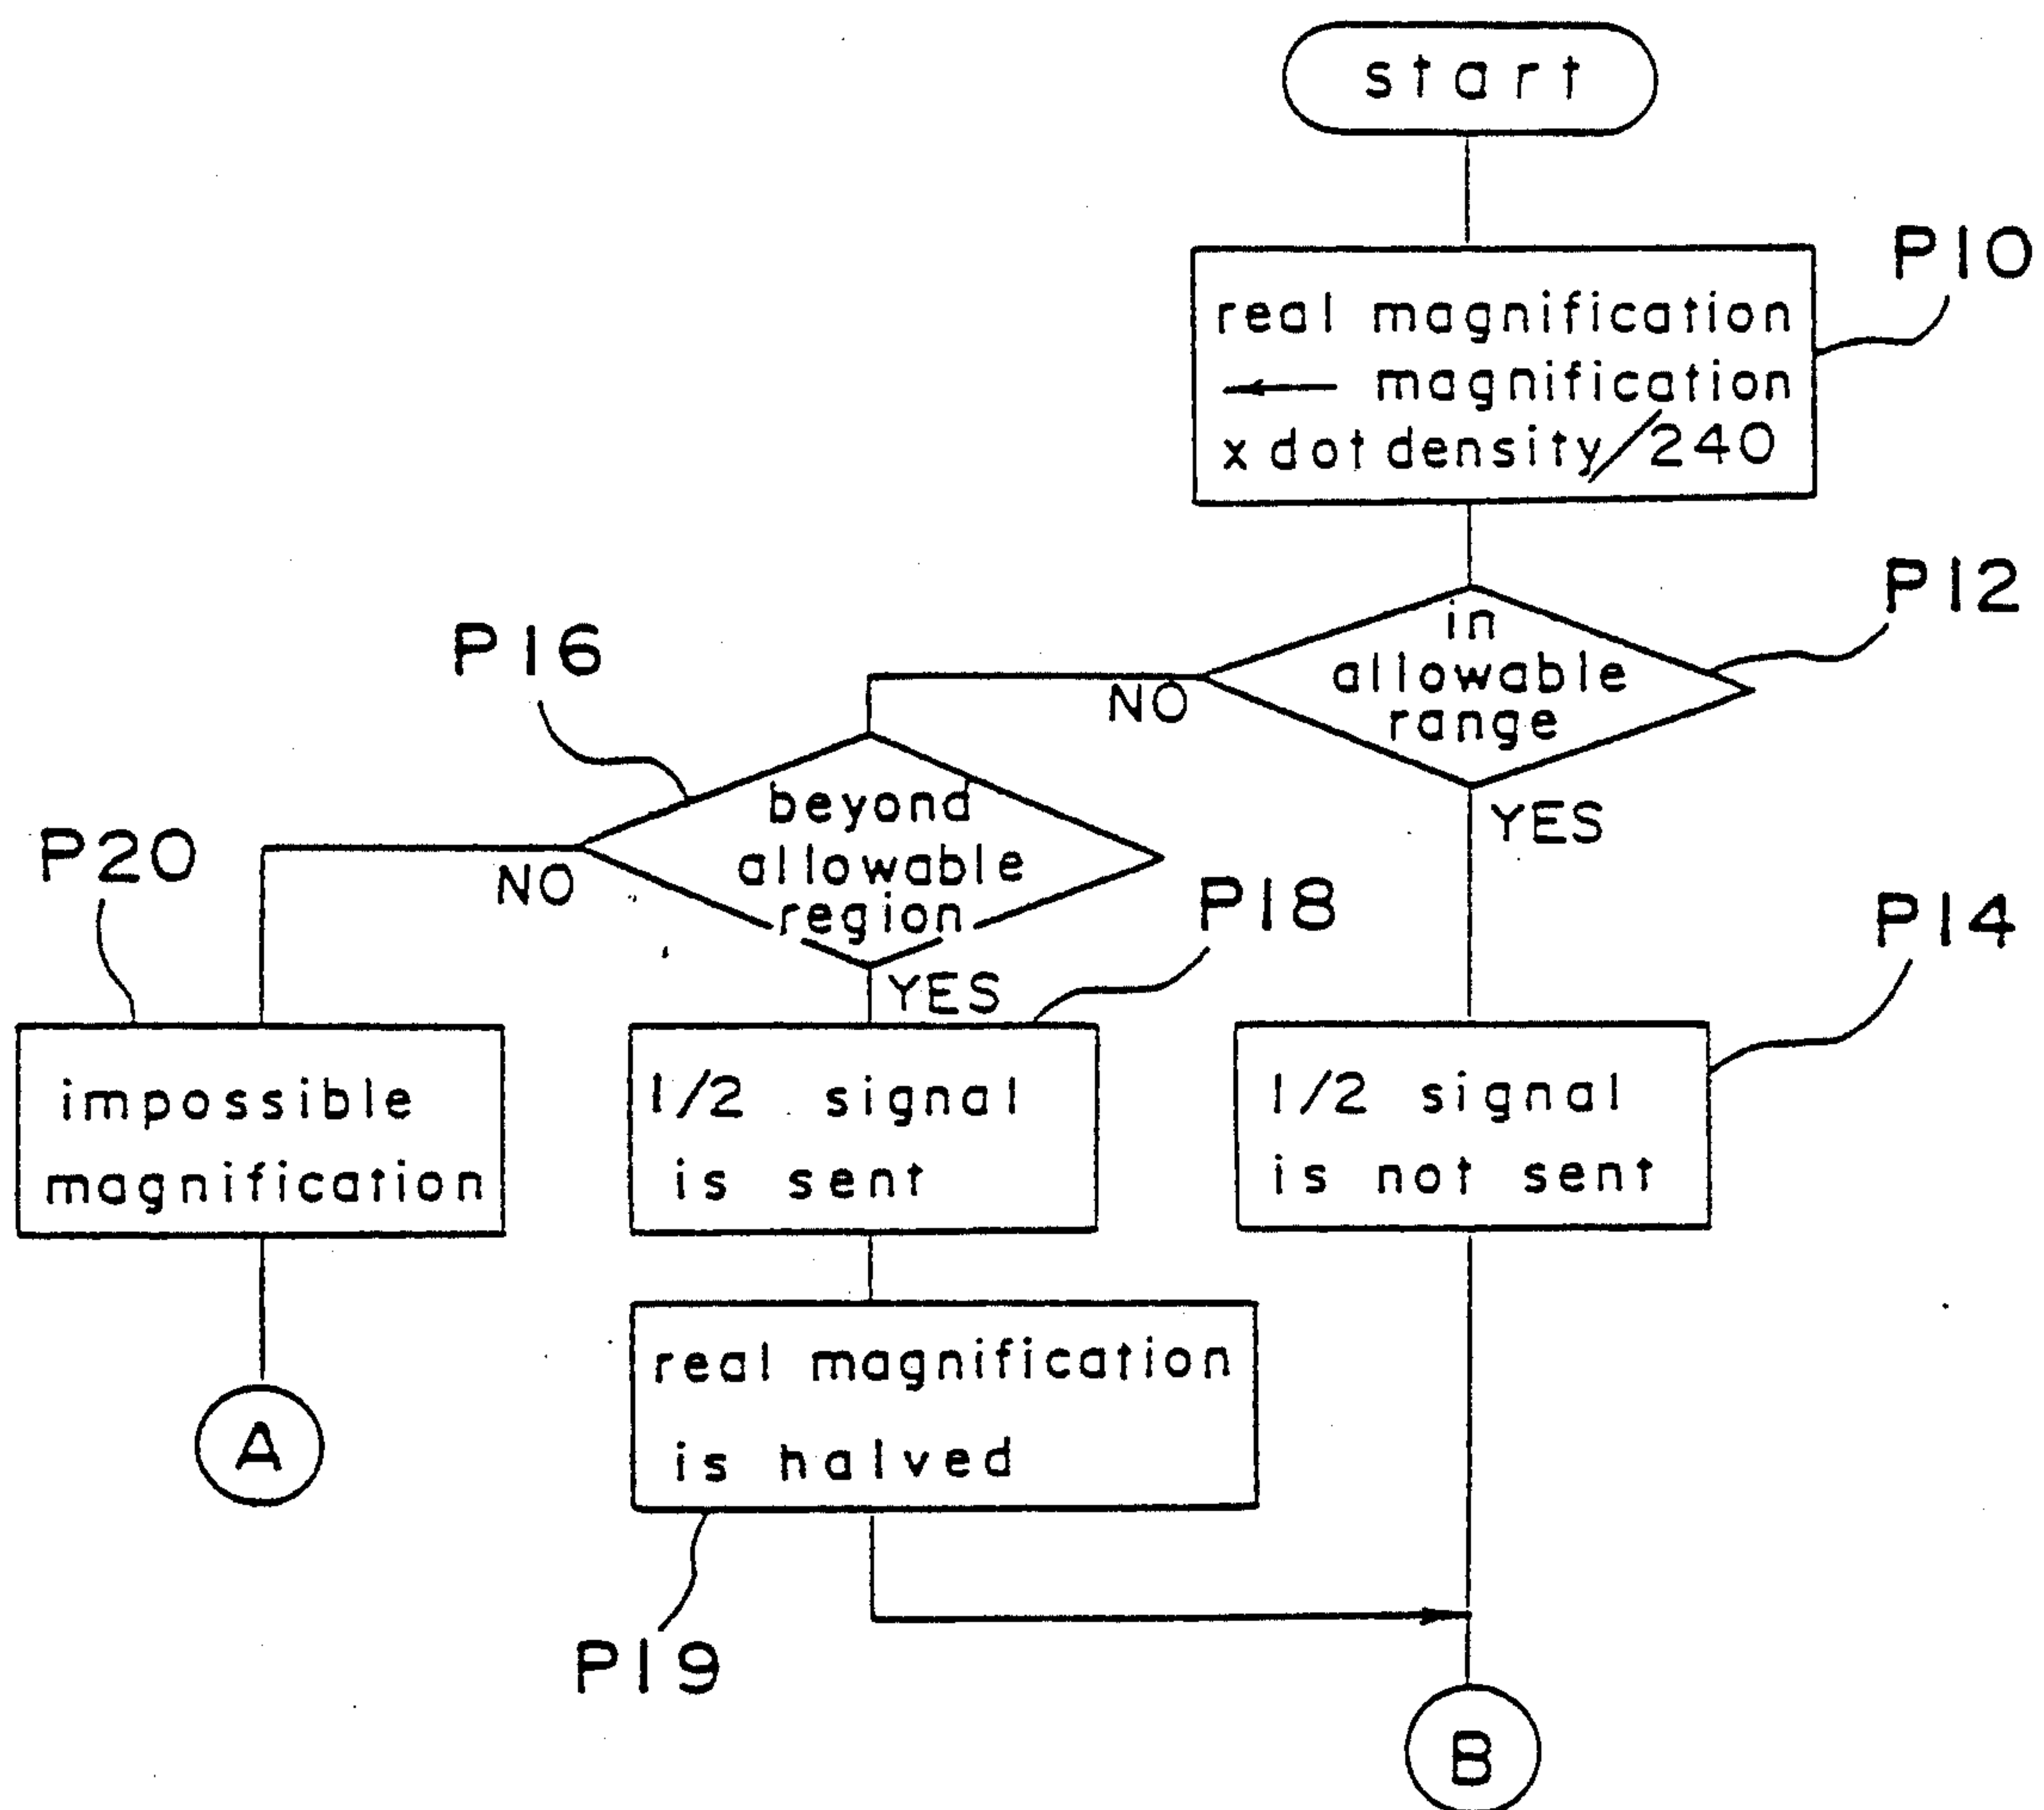 start
P10
real magnification
← magnification
x dot density/240
P12
in
allowable
range
NO
YES
P16
beyond
allowable
region
NO
YES
P20
P18
P14
impossible
magnification
1/2 signal
is sent
1/2 signal
is not sent
real magnification
is halved
A
P19
B